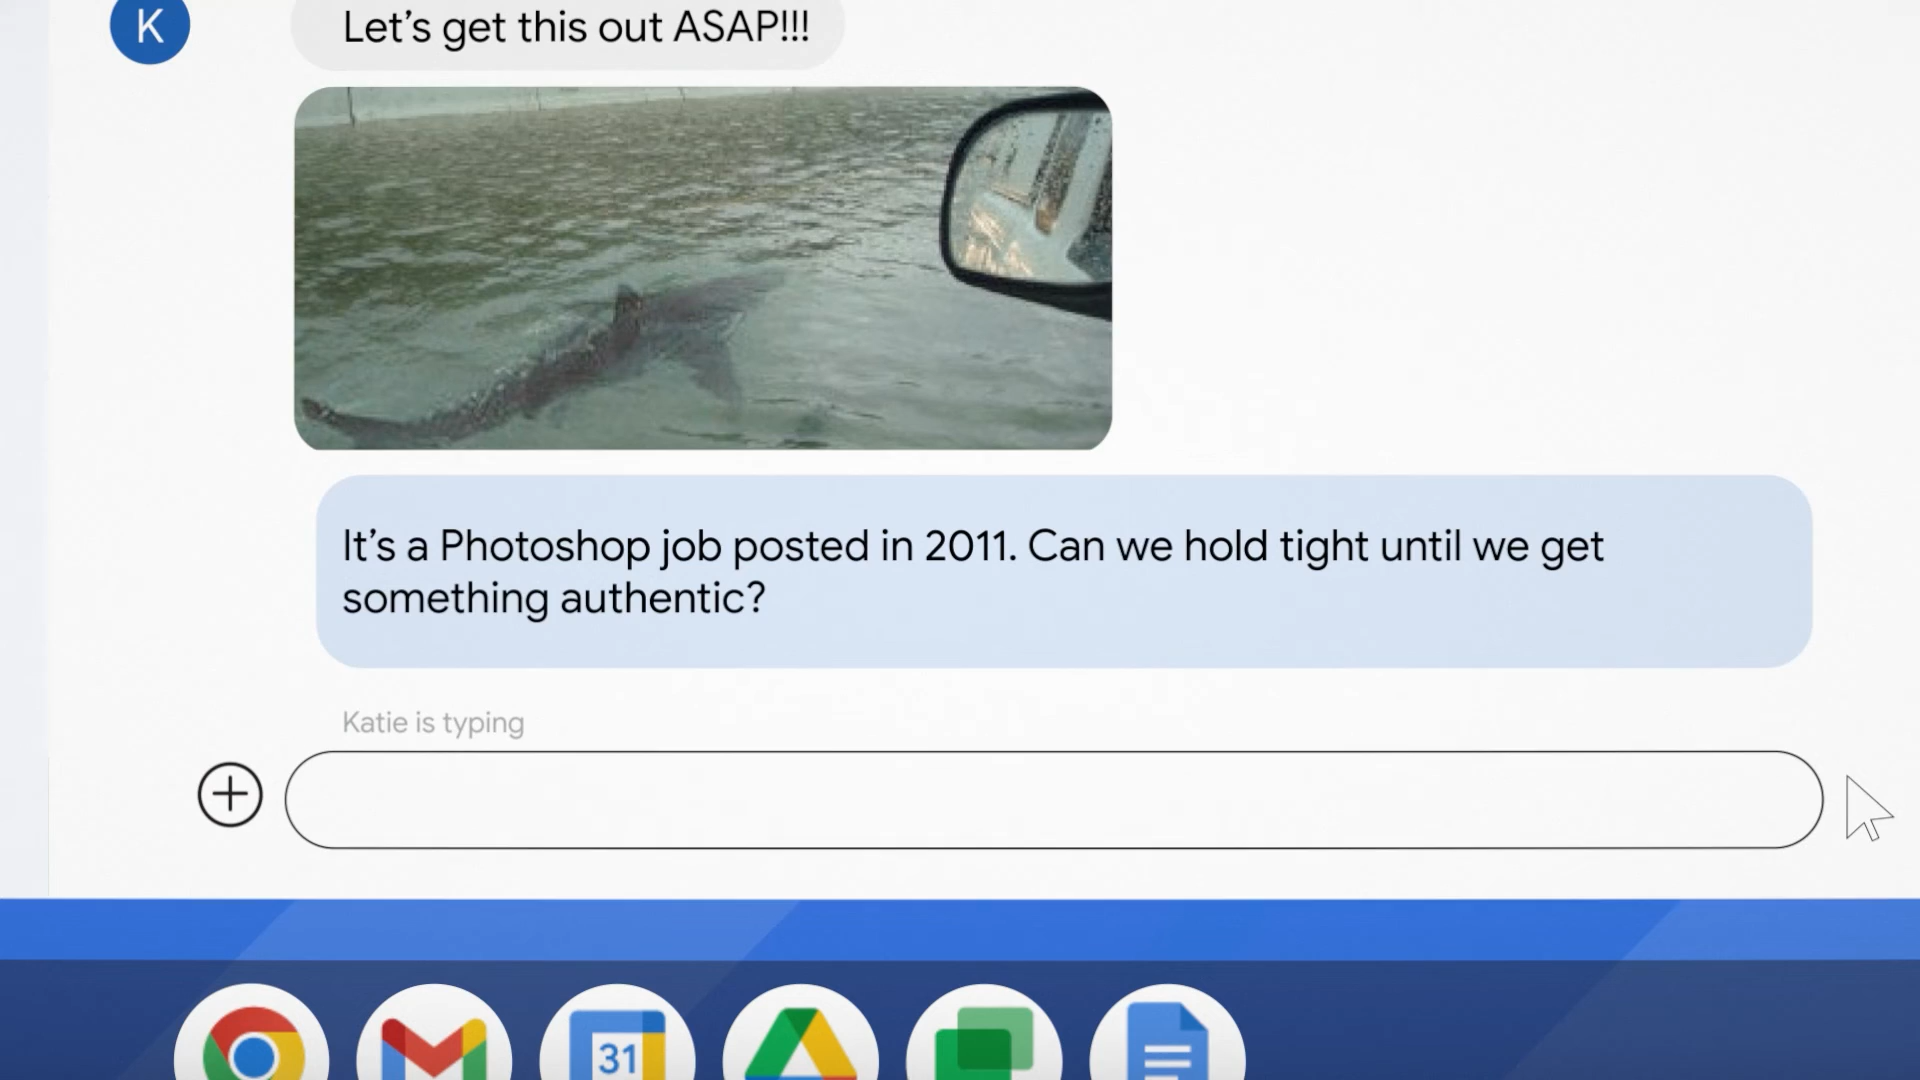 K
Let's get this out ASAP!!!
It's a Photoshop job posted in 2011. Can we hold tight until we get
something authentic?
Katie is typing
31